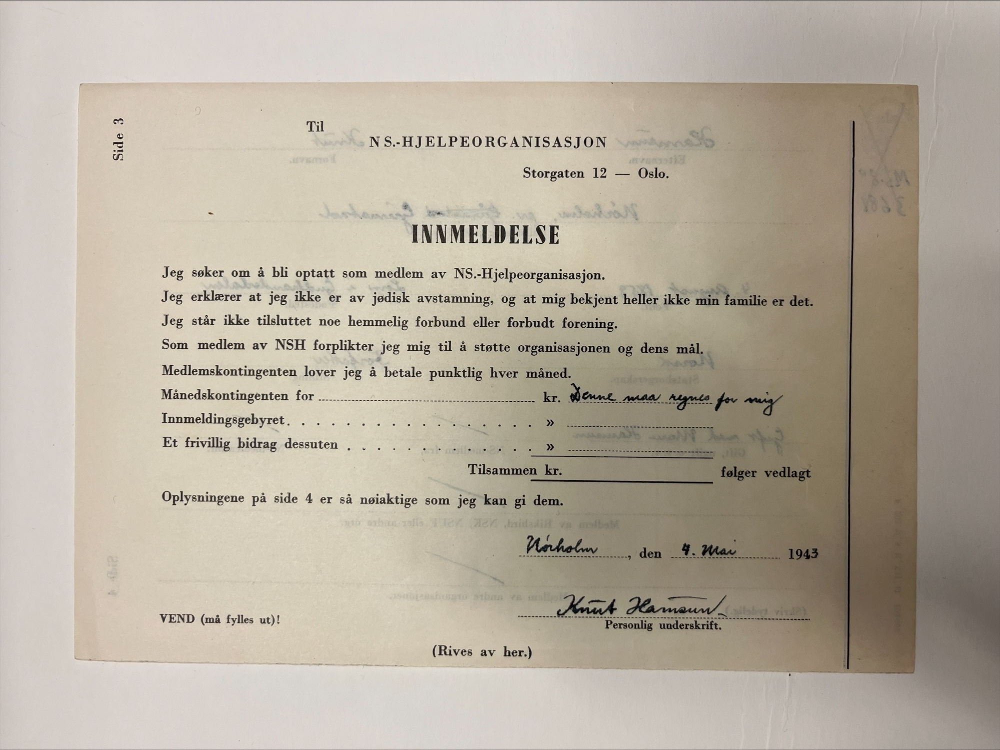 Side 3
Til
NS.-HJELPEORGANISASJON
Storgaten 12 — Oslo.
INNMELDELSE
Jeg søker om å bli optatt som medlem av NS.-Hjelpeorganisasjon.
Jeg erklærer at jeg ikke er av jødisk avstamning, og at mig bekjent heller ikke min familie er det.
Jeg står ikke tilsluttet noe hemmelig forbund eller forbudt forening.
Som medlem av NSH forplikter jeg mig til å støtte organisasjonen og dens mål.
Medlemskontingenten lover jeg å betale punktlig hver måned.
Månedskontingenten for kr. Denne maa regnes for mig
Innmeldingsgebyret. . . . . . . . . . . . . . . . . »
Et frivillig bidrag dessuten . . . . . . . . . . . . . »
Tilsammen kr. følger vedlagt
Oplysningene på side 4 er så nøiaktige som jeg kan gi dem.
Nörholm, den 4. Mai 1943
Knut Hamsun
VEND (må fylles ut)!
Personlig underskrift.
(Rives av her.)